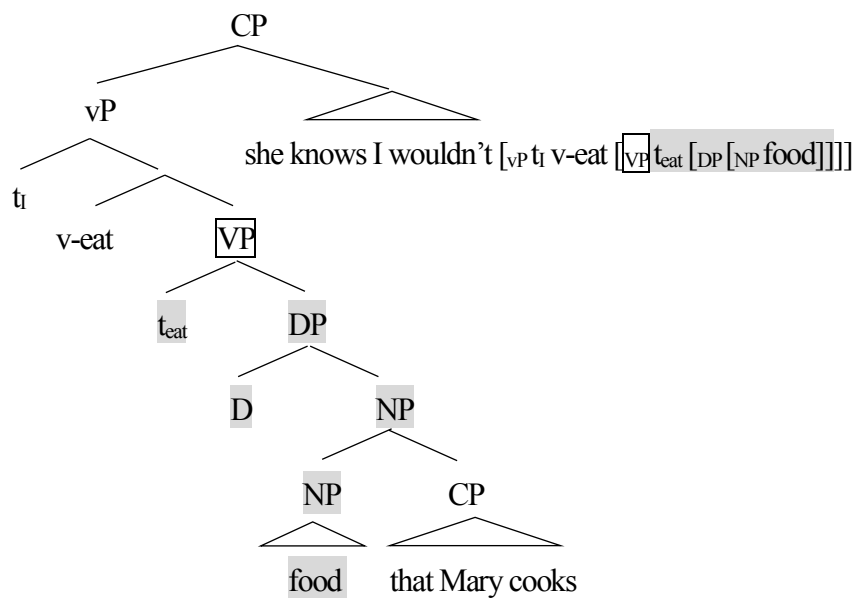 CP
vP
she knows I wouldn't [vP tI v-eat [VP teat [DP [NP food]]]]
tI
v-eat VP
teat DP
D NP
NP CP
food that Mary cooks